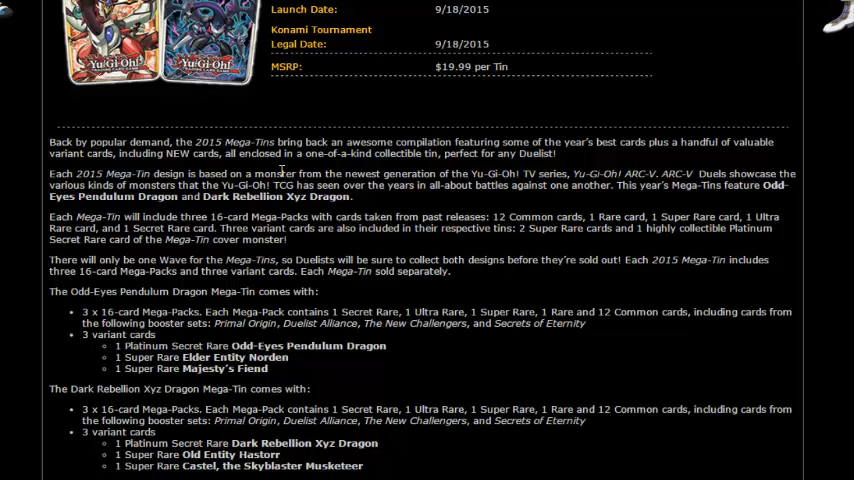 Launch Date: 9/18/2015
Konami Tournament
Legal Date: 9/18/2015
MSRP: $19.99 per Tin
Yu-Gi-Oh! Yu-Gi-Oh!
Back by popular demand, the 2015 Mega-Tins bring back an awesome compilation featuring some of the year's best cards plus a handful of valuable
variant cards, including NEW cards, all enclosed in a one-of-a-kind collectible tin, perfect for any Duelist!
Each 2015 Mega-Tin design is based on a monster from the newest generation of the Yu-Gi-Oh! TV series, Yu-Gi-Oh! ARC-V. ARC-V Duels showcase the
various kinds of monsters that the Yu-Gi-Oh! TCG has seen over the years in all-about battles against one another. This year's Mega-Tins feature Odd-
Eyes Pendulum Dragon and Dark Rebellion Xyz Dragon.
Each Mega-Tin will include three 16-card Mega-Packs with cards taken from past releases: 12 Common cards, 1 Rare card, 1 Super Rare card, 1 Ultra
Rare card, and 1 Secret Rare card. Three variant cards are also included in their respective tins: 2 Super Rare cards and 1 highly collectible Platinum
Secret Rare card of the Mega-Tin cover monster!
There will only be one Wave for the Mega-Tins, so Duelists will be sure to collect both designs before they're sold out! Each 2015 Mega-Tin includes
three 16-card Mega-Packs and three variant cards. Each Mega-Tin sold separately.
The Odd-Eyes Pendulum Dragon Mega-Tin comes with:
• 3 x 16-card Mega-Packs. Each Mega-Pack contains 1 Secret Rare, 1 Ultra Rare, 1 Super Rare, 1 Rare and 12 Common cards, including cards from
the following booster sets: Primal Origin, Duelist Alliance, The New Challengers, and Secrets of Eternity
• 3 variant cards
○ 1 Platinum Secret Rare Odd-Eyes Pendulum Dragon
○ 1 Super Rare Elder Entity Norden
○ 1 Super Rare Majesty's Fiend
The Dark Rebellion Xyz Dragon Mega-Tin comes with:
• 3 x 16-card Mega-Packs. Each Mega-Pack contains 1 Secret Rare, 1 Ultra Rare, 1 Super Rare, 1 Rare and 12 Common cards, including cards from
the following booster sets: Primal Origin, Duelist Alliance, The New Challengers, and Secrets of Eternity
• 3 variant cards
○ 1 Platinum Secret Rare Dark Rebellion Xyz Dragon
○ 1 Super Rare Old Entity Hastorr
○ 1 Super Rare Castel, the Skyblaster Musketeer